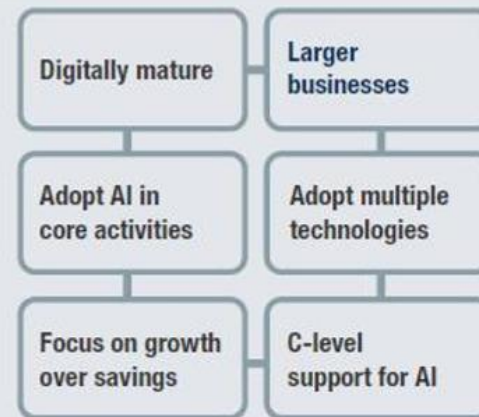 Digitally mature
Larger
businesses
Adopt AI in
core activities
Adopt multiple
technologies
Focus on growth
over savings
C-level
support for AI